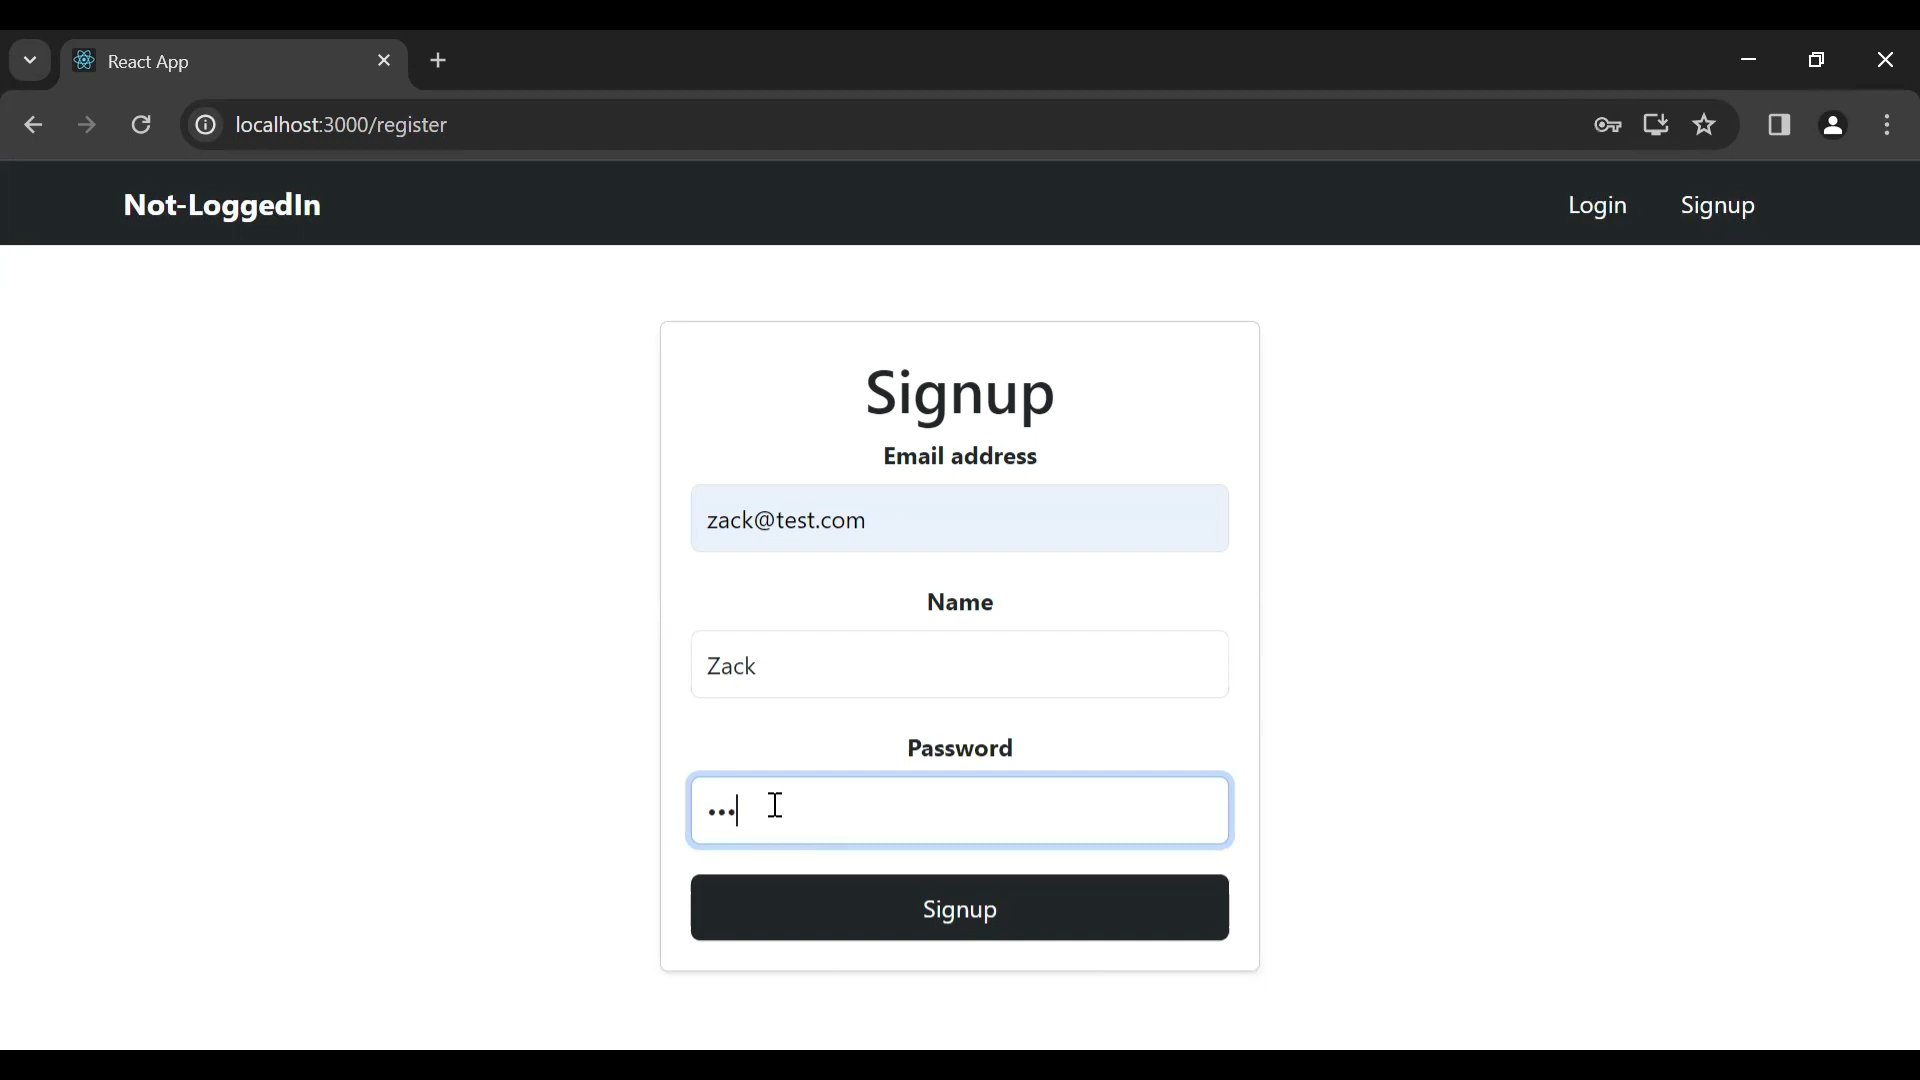 React App
localhost:3000/register
Not-LoggedIn
Login
Signup
Signup
Email address
zack@test.com
Name
Zack
Password
•••
Signup